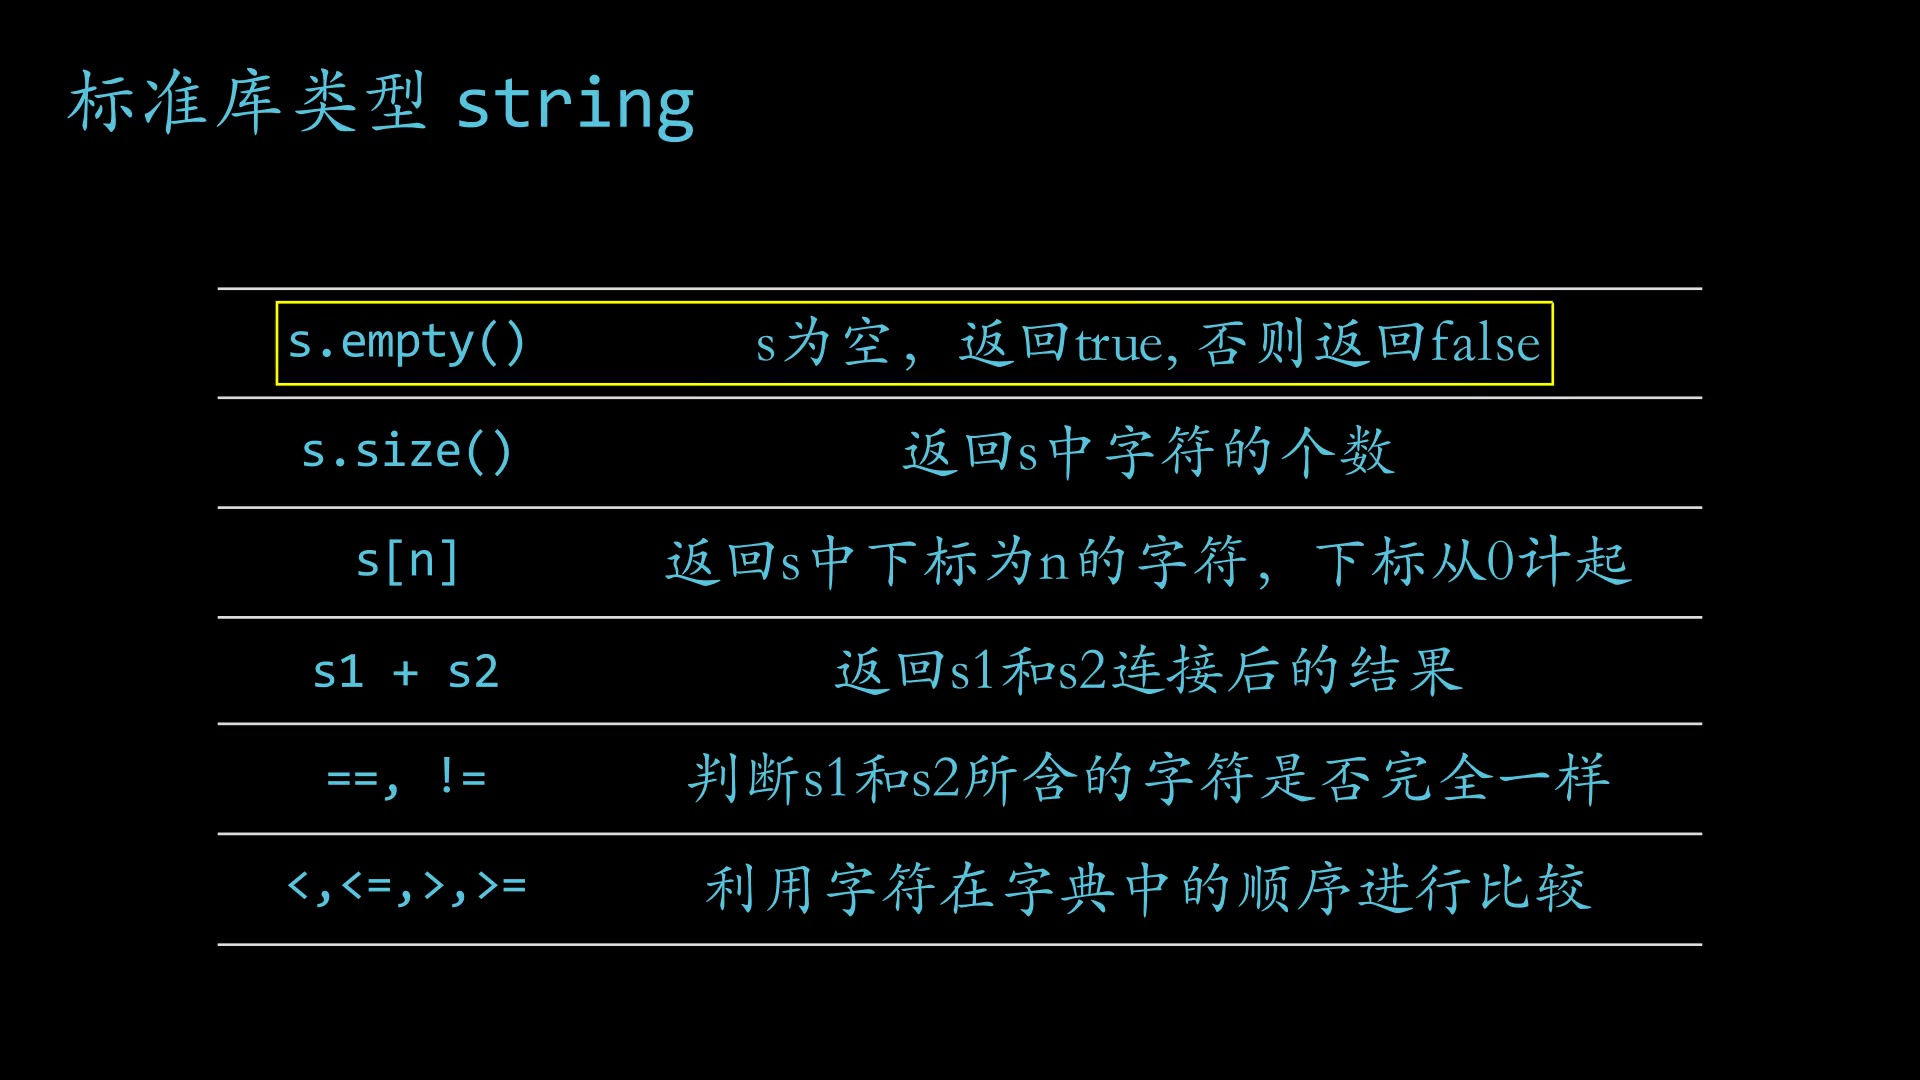 标准库类型 string
s.empty() s为空，返回true, 否则返回false
s.size() 返回s中字符的个数
s[n] 返回s中下标为n的字符，下标从0计起
s1 + s2 返回s1和s2连接后的结果
==, != 判断s1和s2所含的字符是否完全一样
<,<=,>,>= 利用字符在字典中的顺序进行比较